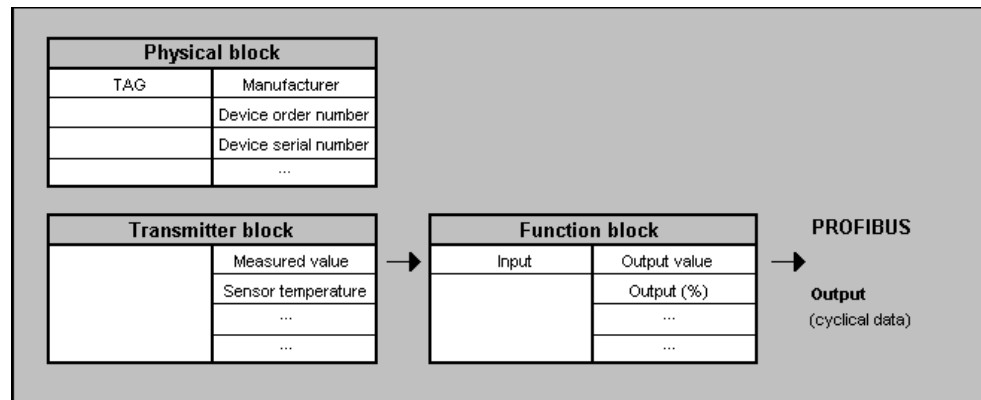 Physical block
TAG Manufacturer
Device order number
Device serial number
...
Transmitter block
Measured value
Sensor temperature
...
...
Function block
Input Output value
Output (%)
...
...
PROFIBUS
Output
(cyclical data)